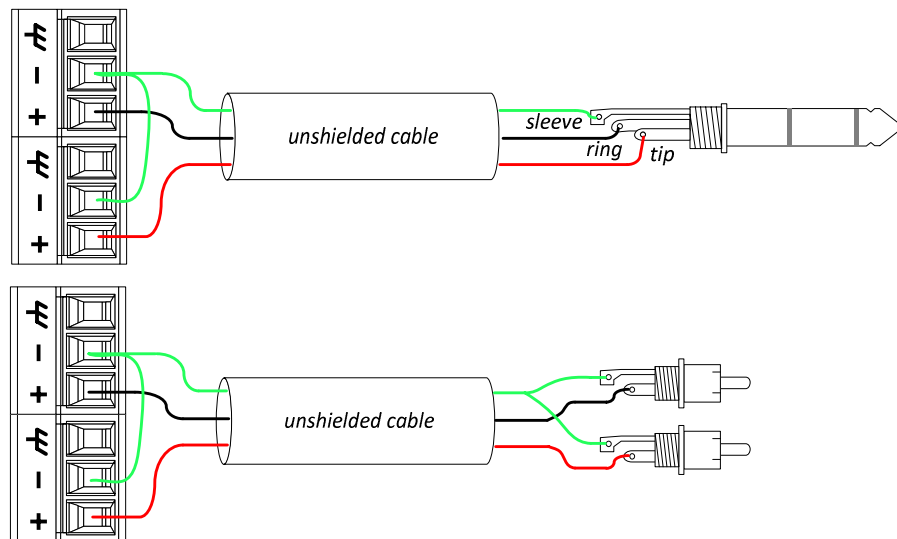 −
+
−
+
unshielded cable
sleeve
ring
tip
−
+
−
+
unshielded cable